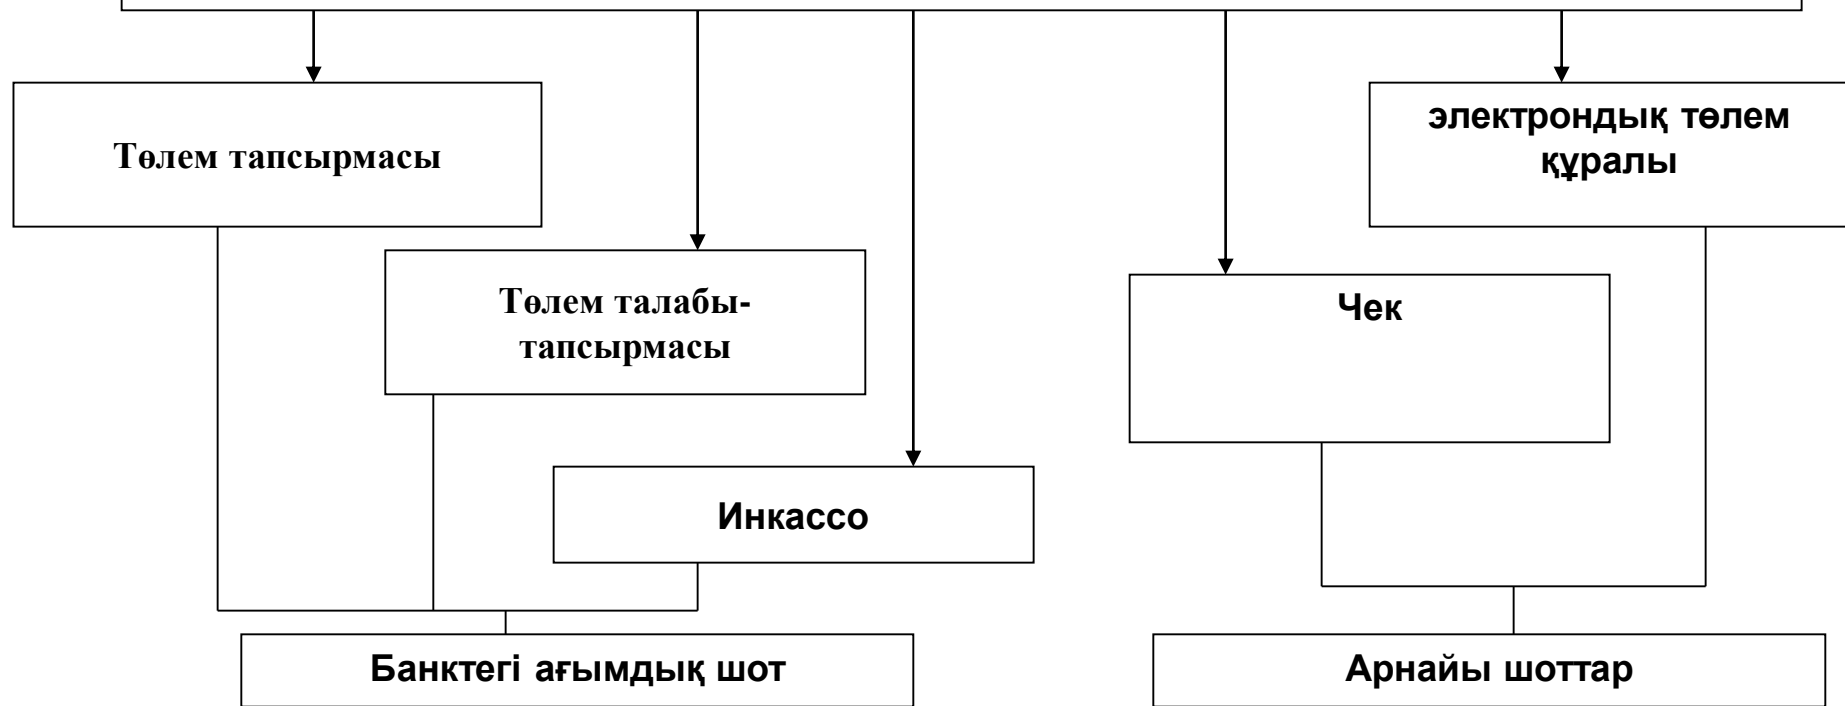 Төлем тапсырмасы
электрондық төлем
құралы
Төлем талабы-
тапсырмасы
Чек
Инкассо
Банктегі ағымдық шот
Арнайы шоттар